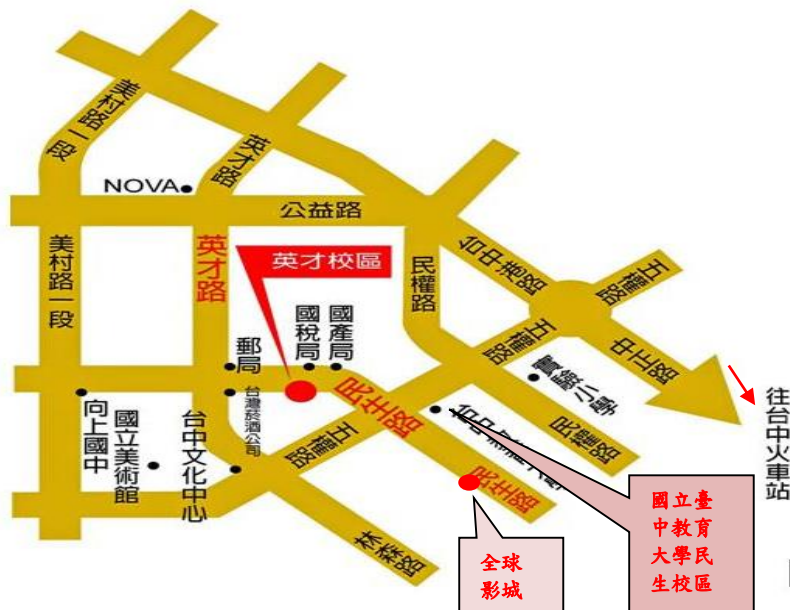 美村路一段
英才路
NOVA
公益路
美村路一段
英才路
英才校區
民權路
台中港路
五權路
中正路
往台中火車站
國產局
國稅局
郵局
台灣菸酒公司
民生路
五權路
實驗小學
民權路
向上國中
國立美術館
台中文化中心
五權路
林森路
民生路
全球
影城
國立臺
中教育
大學民
生校區